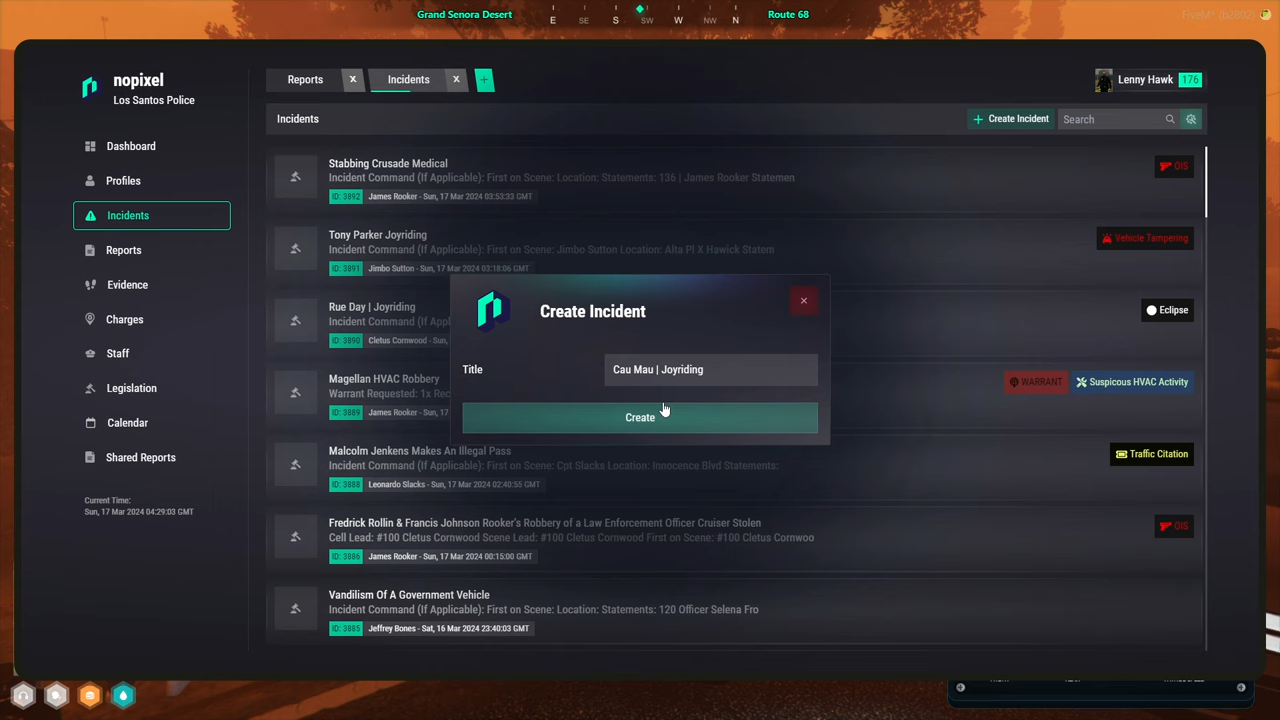 Grand Senora Desert
E SE S SW W NW N
Route 68
FiveM* (b2802)
nopixel
Los Santos Police
Reports x
Incidents x
+
Lenny Hawk 176
Incidents
+ Create Incident
Search
Dashboard
Profiles
Incidents
Reports
Evidence
Charges
Staff
Legislation
Calendar
Shared Reports
Current Time:
Sun, 17 Mar 2024 04:29:03 GMT
Stabbing Crusade Medical
Incident Command (If Applicable): First on Scene: Location: Statements: 136 | James Rooker Statemen
ID: 3892 James Rooker - Sun, 17 Mar 2024 03:53:33 GMT
OIS
Tony Parker Joyriding
Incident Command (If Applicable): First on Scene: Jimbo Sutton Location: Alta Pl X Hawick Statem
ID: 3891 Jimbo Sutton - Sun, 17 Mar 2024 03:18:06 GMT
Vehicle Tampering
Rue Day | Joyriding
Incident Command (If Appl
ID: 3890 Cletus Cornwood - Sun,
Eclipse
Magellan HVAC Robbery
Warrant Requested: 1x Rec
ID: 3889 James Rooker -
WARRANT
Suspicous HVAC Activity
Malcolm Jenkens Makes An Illegal Pass
Incident Command (If Applicable): First on Scene: Cpt Slacks Location: Innocence Blvd Statements:
ID: 3888 Leonardo Slacks - Sun, 17 Mar 2024 02:40:55 GMT
Traffic Citation
Fredrick Rollin & Francis Johnson Rooker's Robbery of a Law Enforcement Officer Cruiser Stolen
Cell Lead: #100 Cletus Cornwood Scene Lead: #100 Cletus Cornwood First on Scene: #100 Cletus Cornwoo
ID: 3886 James Rooker - Sun, 17 Mar 2024 00:15:00 GMT
OIS
Vandilism Of A Government Vehicle
Incident Command (If Applicable): First on Scene: Location: Statements: 120 Officer Selena Fro
ID: 3885 Jeffrey Bones - Sat, 16 Mar 2024 23:40:03 GMT
Create Incident
×
Title
Cau Mau | Joyriding
Create